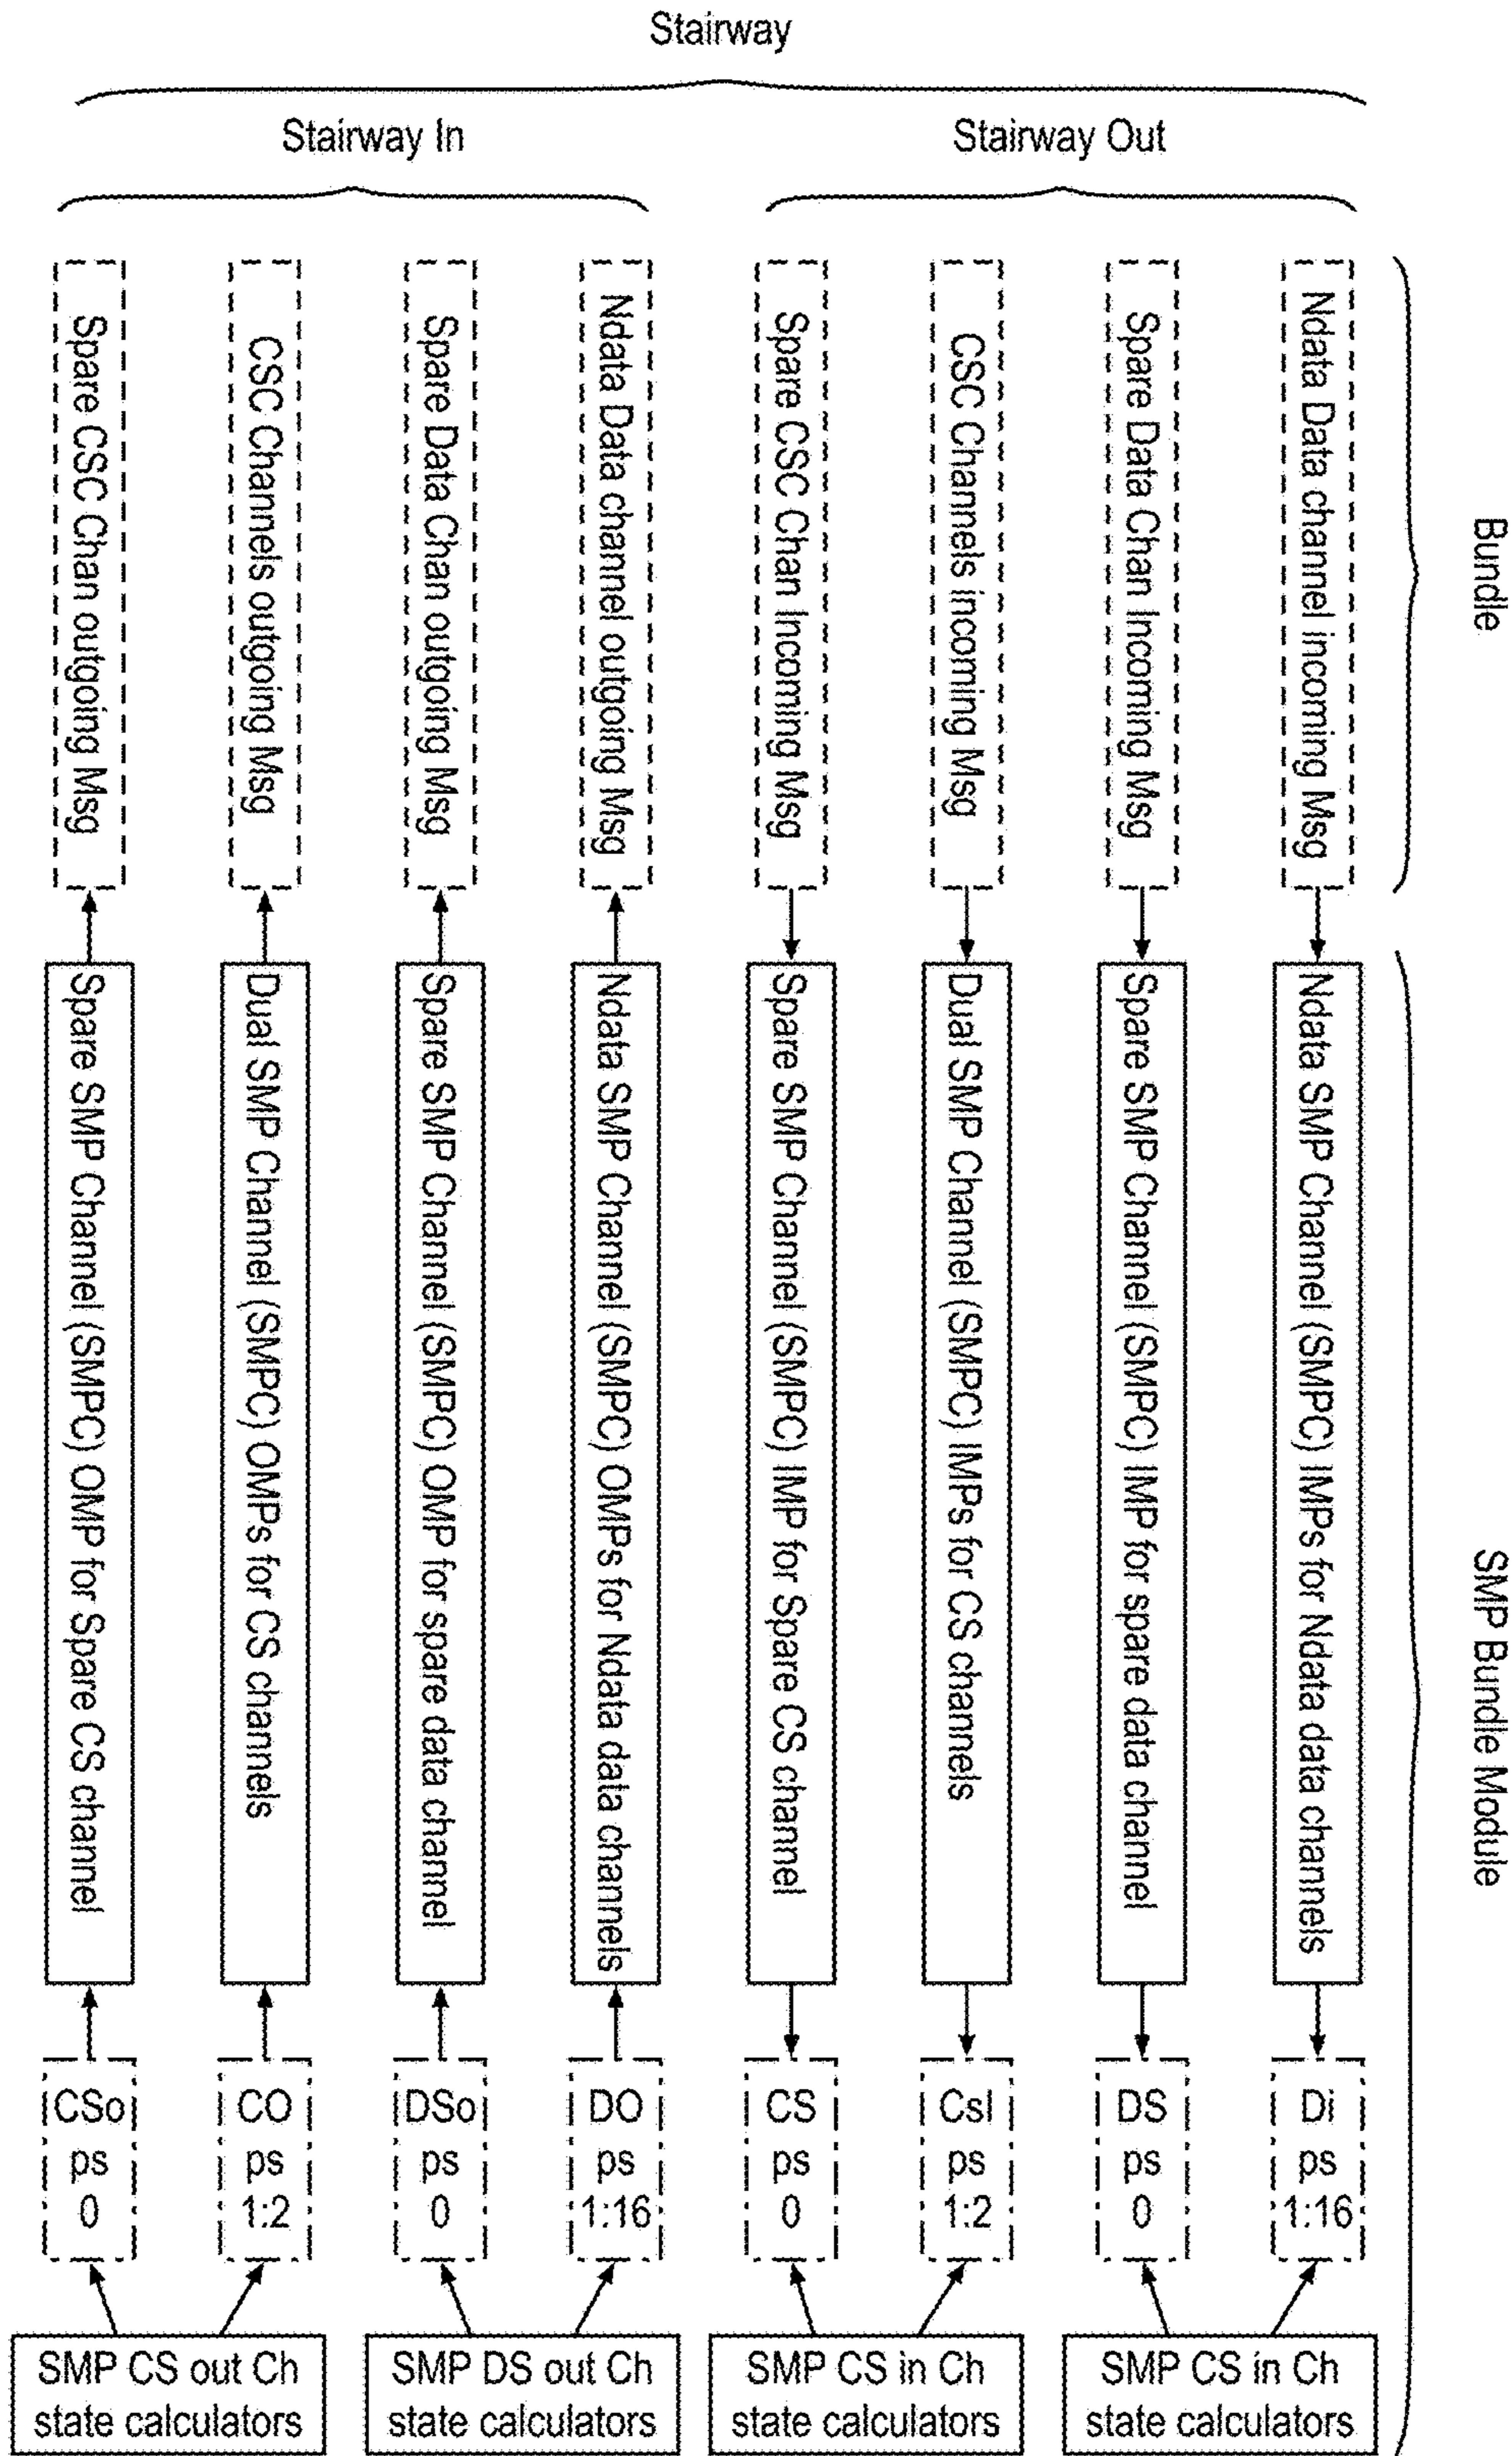 Stairway
Stairway In
Stairway Out
Bundle
Spare CSC Chan outgoing Msg
CSC Channels outgoing Msg
Spare Data Chan outgoing Msg
Ndata Data channel outgoing Msg
Spare CSC Chan Incoming Msg
CSC Channels incoming Msg
Spare Data Chan Incoming Msg
Ndata Data channel incoming Msg
SMP Bundle Module
Spare SMP Channel (SMPC) OMP for Spare CS channel
Dual SMP Channel (SMPC) OMPs for CS channels
Spare SMP Channel (SMPC) OMP for spare data channel
Ndata SMP Channel (SMPC) OMPs for Ndata data channels
Spare SMP Channel (SMPC) IMP for Spare CS channel
Dual SMP Channel (SMPC) IMPs for CS channels
Spare SMP Channel (SMPC) IMP for spare data channel
Ndata SMP Channel (SMPC) IMPs for Ndata data channels
CSo
ps
0
CO
ps
1:2
DSo
ps
0
DO
ps
1:16
CS
ps
0
CsI
ps
1:2
DS
ps
0
Di
ps
1:16
SMP CS out Ch
state calculators
SMP DS out Ch
state calculators
SMP CS in Ch
state calculators
SMP CS in Ch
state calculators